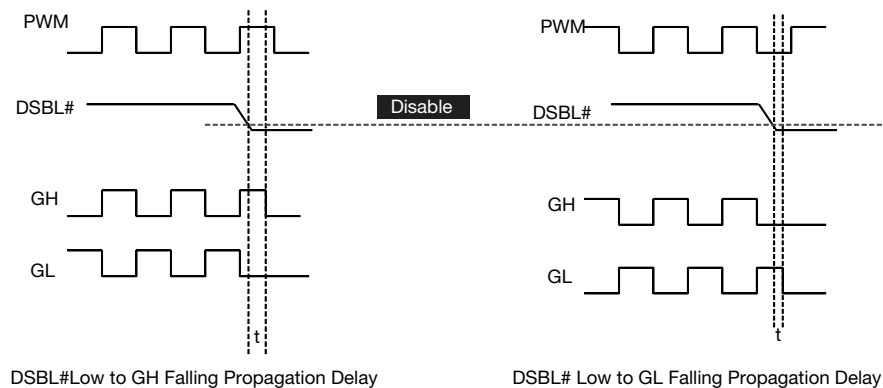 PWM
DSBL#
GH
GL
t
DSBL#Low to GH Falling Propagation Delay
Disable
PWM
DSBL#
GH
GL
t
DSBL# Low to GL Falling Propagation Delay